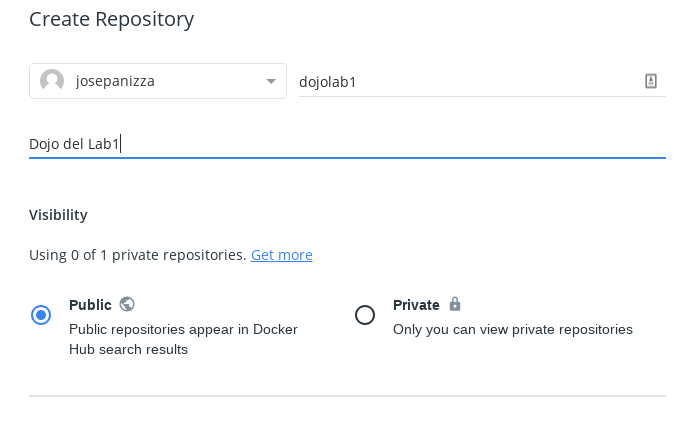 Create Repository
josepanizza
dojolab1
Dojo del Lab1
Visibility
Using 0 of 1 private repositories. Get more
Public
Public repositories appear in Docker
Hub search results
Private
Only you can view private repositories